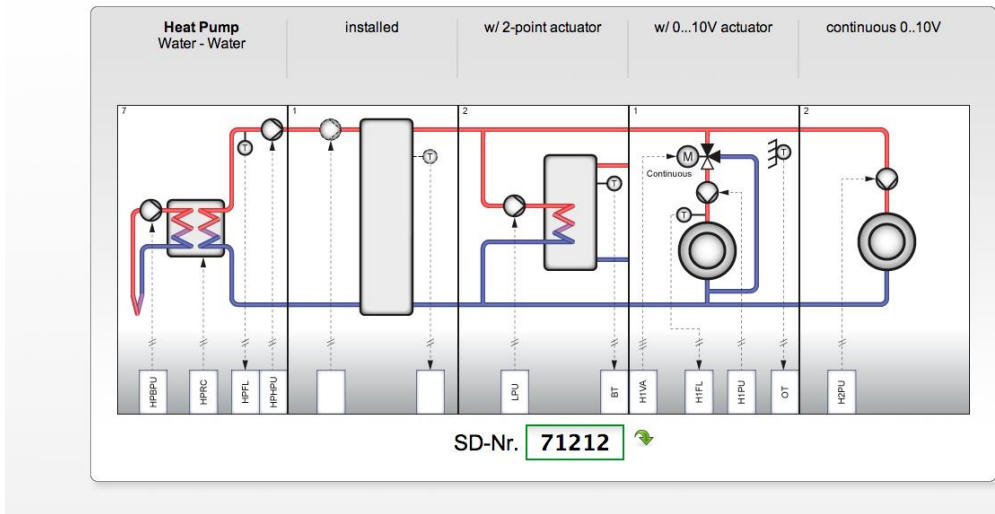 Heat Pump
Water - Water
installed
w/ 2-point actuator
w/ 0...10V actuator
continuous 0..10V
7
1
2
1
2
T
T
T
M
Continuous
T
T
HPBPU
HPRC
HPFL
HPHPU
LPU
BT
H1VA
H1FL
H1PU
OT
H2PU
SD-Nr. 71212